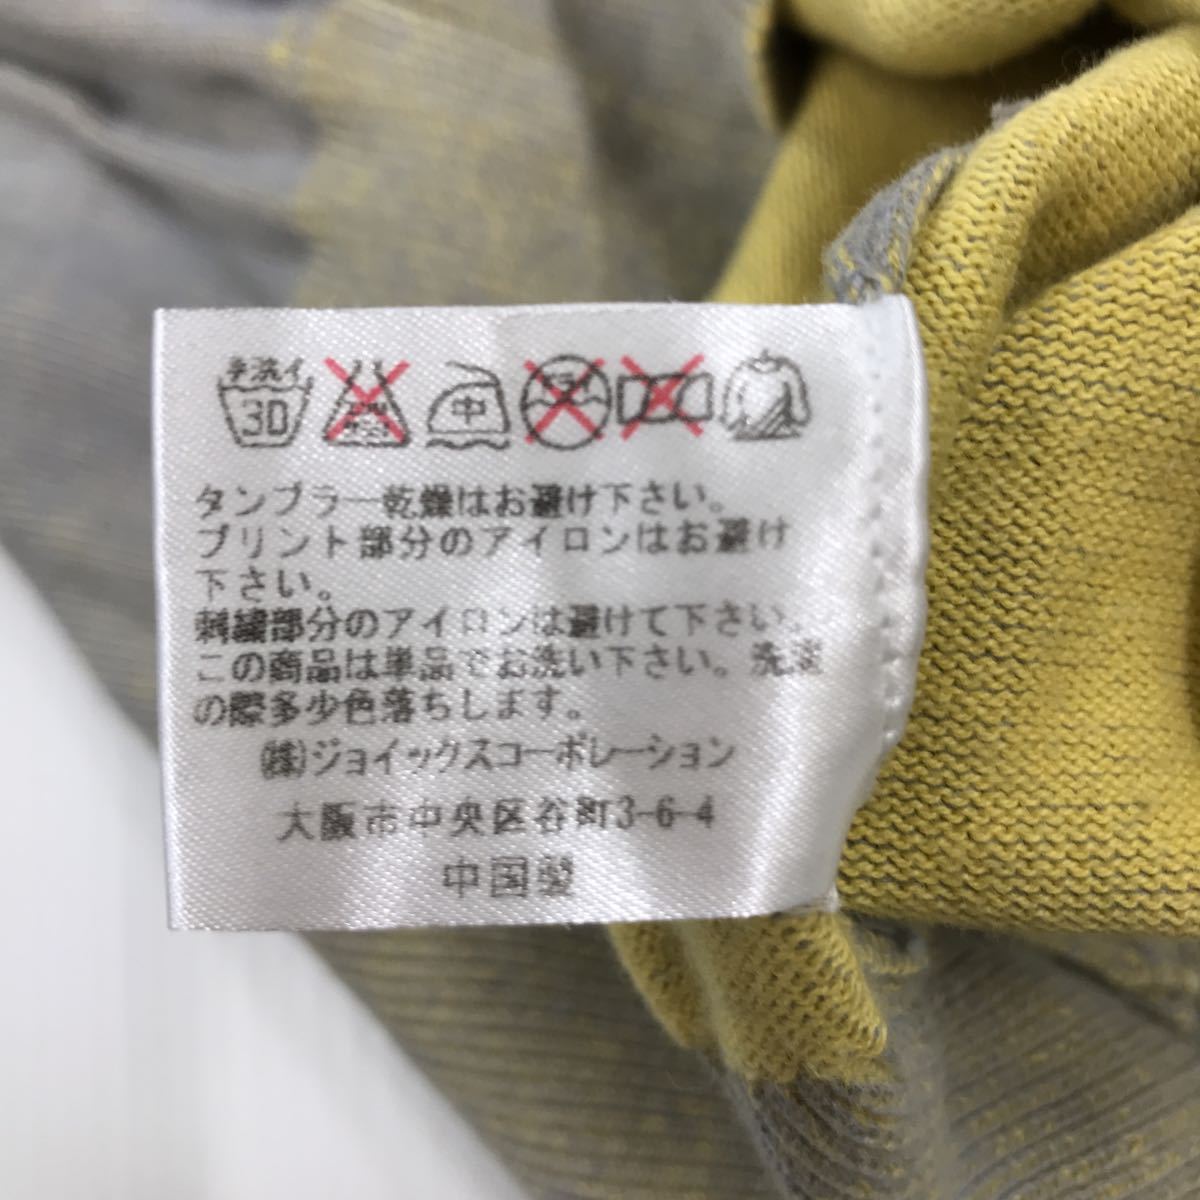 手洗イ
30
中
ドライ
タンブラー乾燥はお避け下さい。
プリント部分のアイロンはお避け
下さい。
刺繍部分のアイロンは避けて下さい。
この商品は単品でお洗い下さい。洗濯
の際多少色落ちします。
(株)ジョイックスコーポレーション
大阪市中央区谷町3-6-4
中国製